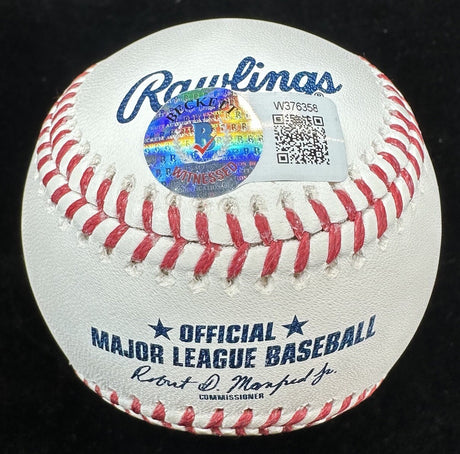 Rawlings
BECKETT
W376358
B
WITNESSED
OFFICIAL
MAJOR LEAGUE BASEBALL
Robert D. Manfred Jr.
COMMISSIONER